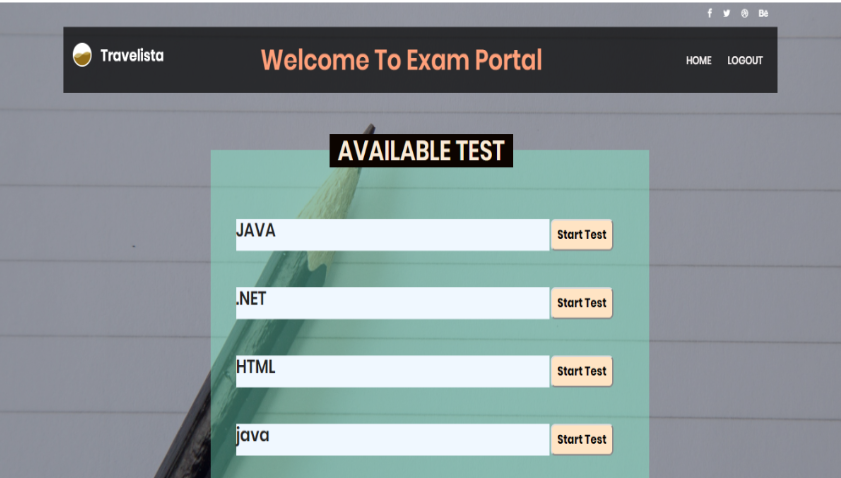 Bē
Travelista
Welcome To Exam Portal
HOME LOGOUT
AVAILABLE TEST
JAVA Start Test
.NET Start Test
HTML Start Test
java Start Test